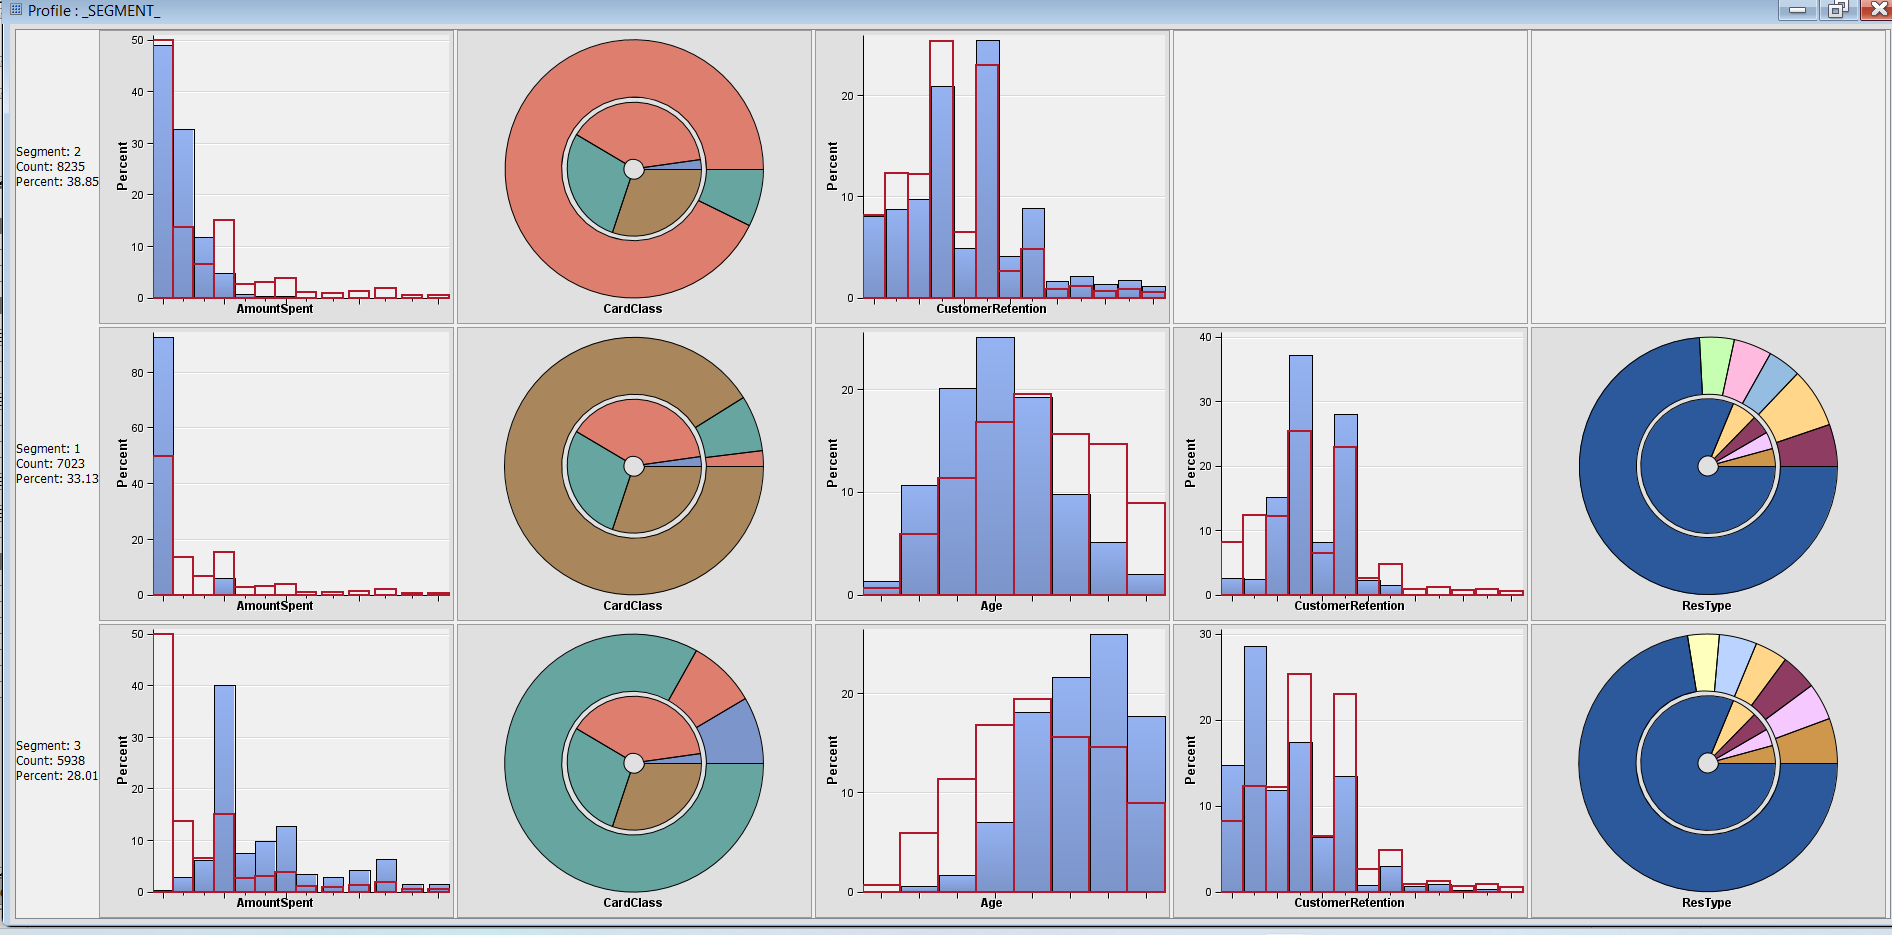 Profile : _SEGMENT_
Segment: 2
Count: 8235
Percent: 38.85
Percent
50
40
30
20
10
0
AmountSpent
CardClass
Percent
20
10
0
CustomerRetention
Segment: 1
Count: 7023
Percent: 33.13
Percent
80
60
40
20
0
AmountSpent
CardClass
Percent
20
10
0
Age
Percent
40
30
20
10
0
CustomerRetention
ResType
Segment: 3
Count: 5938
Percent: 28.01
Percent
50
40
30
20
10
0
AmountSpent
CardClass
Percent
20
10
0
Age
Percent
30
20
10
0
CustomerRetention
ResType